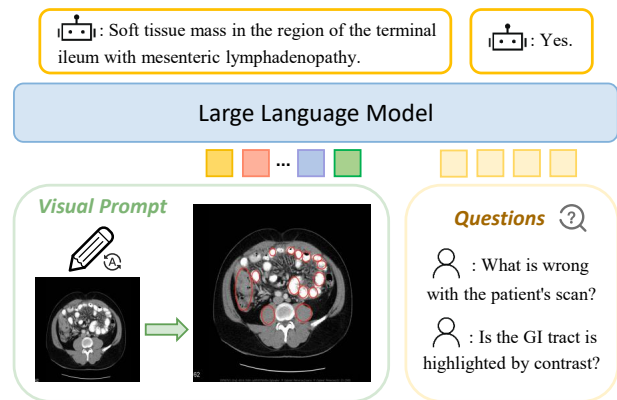 : Soft tissue mass in the region of the terminal
ileum with mesenteric lymphadenopathy.
: Yes.
Large Language Model
...
Visual Prompt
A
62
Questions
?
: What is wrong
with the patient's scan?
: Is the GI tract is
highlighted by contrast?